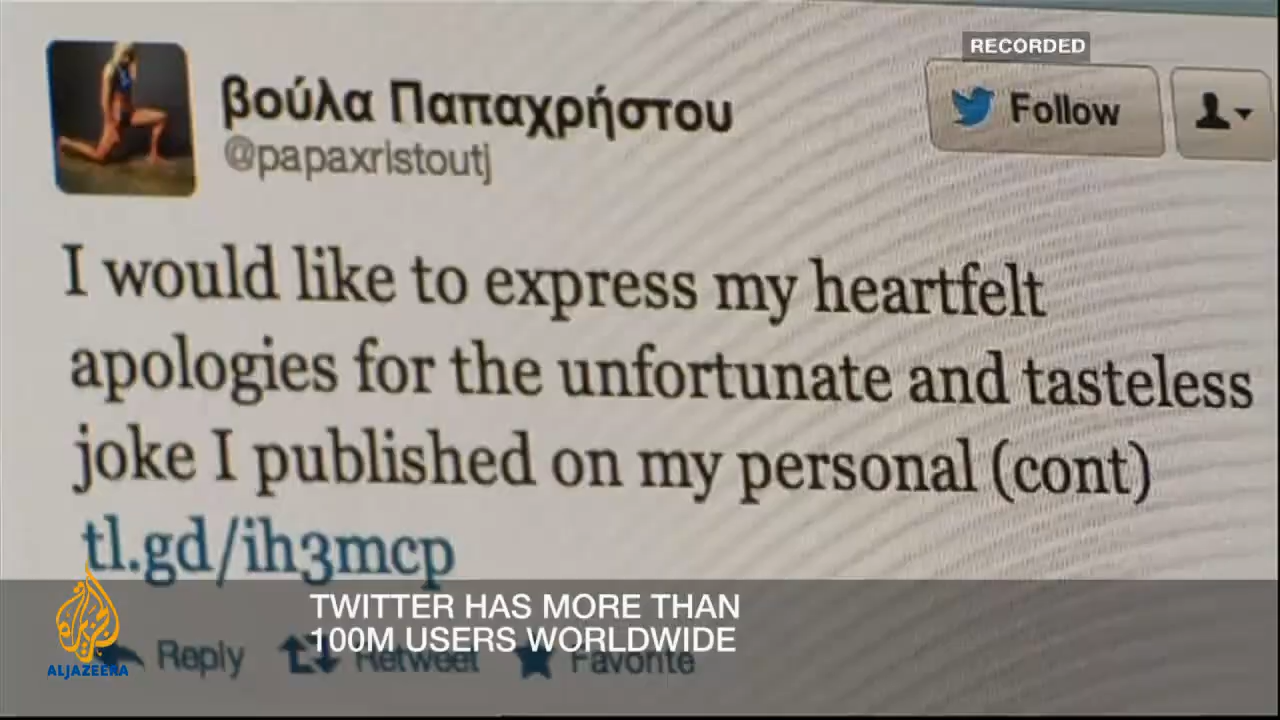 RECORDED
βούλα Παπαχρήστου
@papaxristoutj
Follow
I would like to express my heartfelt
apologies for the unfortunate and tasteless
joke I published on my personal (cont)
tl.gd/ih3mcp
TWITTER HAS MORE THAN
100M USERS WORLDWIDE
Reply Retweet Favorite
ALJAZEERA